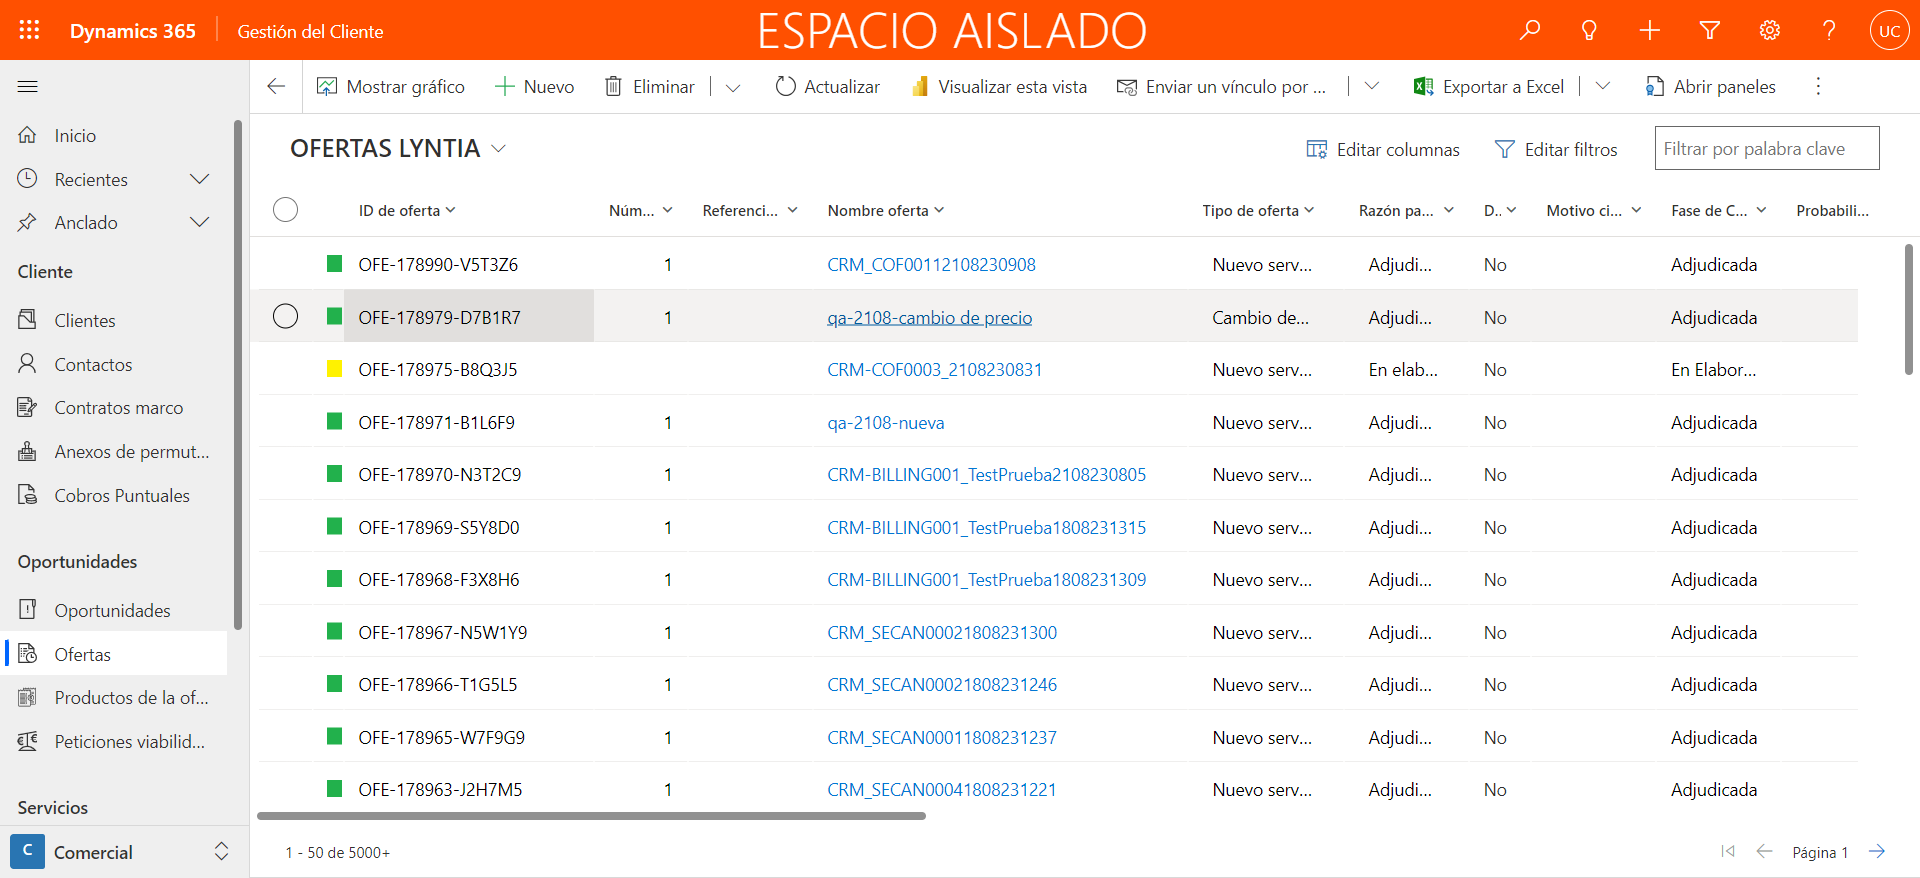 Dynamics 365 Gestión del Cliente ESPACIO AISLADO UC
Mostrar gráfico Nuevo Eliminar Actualizar Visualizar esta vista Enviar un vínculo por ... Exportar a Excel Abrir paneles
Inicio
Recientes
Anclado
Cliente
Clientes
Contactos
Contratos marco
Anexos de permut...
Cobros Puntuales
Oportunidades
Oportunidades
Ofertas
Productos de la of...
Peticiones viabilid...
Servicios
C Comercial
OFERTAS LYNTIA Editar columnas Editar filtros Filtrar por palabra clave
ID de oferta Núm... Referenci... Nombre oferta Tipo de oferta Razón pa... D.. Motivo ci... Fase de C... Probabili...
OFE-178990-V5T3Z6 1 CRM_COF00112108230908 Nuevo serv... Adjudi... No Adjudicada
OFE-178979-D7B1R7 1 qa-2108-cambio de precio Cambio de... Adjudi... No Adjudicada
OFE-178975-B8Q3J5 CRM-COF0003_2108230831 Nuevo serv... En elab... No En Elabor...
OFE-178971-B1L6F9 1 qa-2108-nueva Nuevo serv... Adjudi... No Adjudicada
OFE-178970-N3T2C9 1 CRM-BILLING001_TestPrueba2108230805 Nuevo serv... Adjudi... No Adjudicada
OFE-178969-S5Y8D0 1 CRM-BILLING001_TestPrueba1808231315 Nuevo serv... Adjudi... No Adjudicada
OFE-178968-F3X8H6 1 CRM-BILLING001_TestPrueba1808231309 Nuevo serv... Adjudi... No Adjudicada
OFE-178967-N5W1Y9 1 CRM_SECAN00021808231300 Nuevo serv... Adjudi... No Adjudicada
OFE-178966-T1G5L5 1 CRM_SECAN00021808231246 Nuevo serv... Adjudi... No Adjudicada
OFE-178965-W7F9G9 1 CRM_SECAN00011808231237 Nuevo serv... Adjudi... No Adjudicada
OFE-178963-J2H7M5 1 CRM_SECAN00041808231221 Nuevo serv... Adjudi... No Adjudicada
1 - 50 de 5000+ Página 1